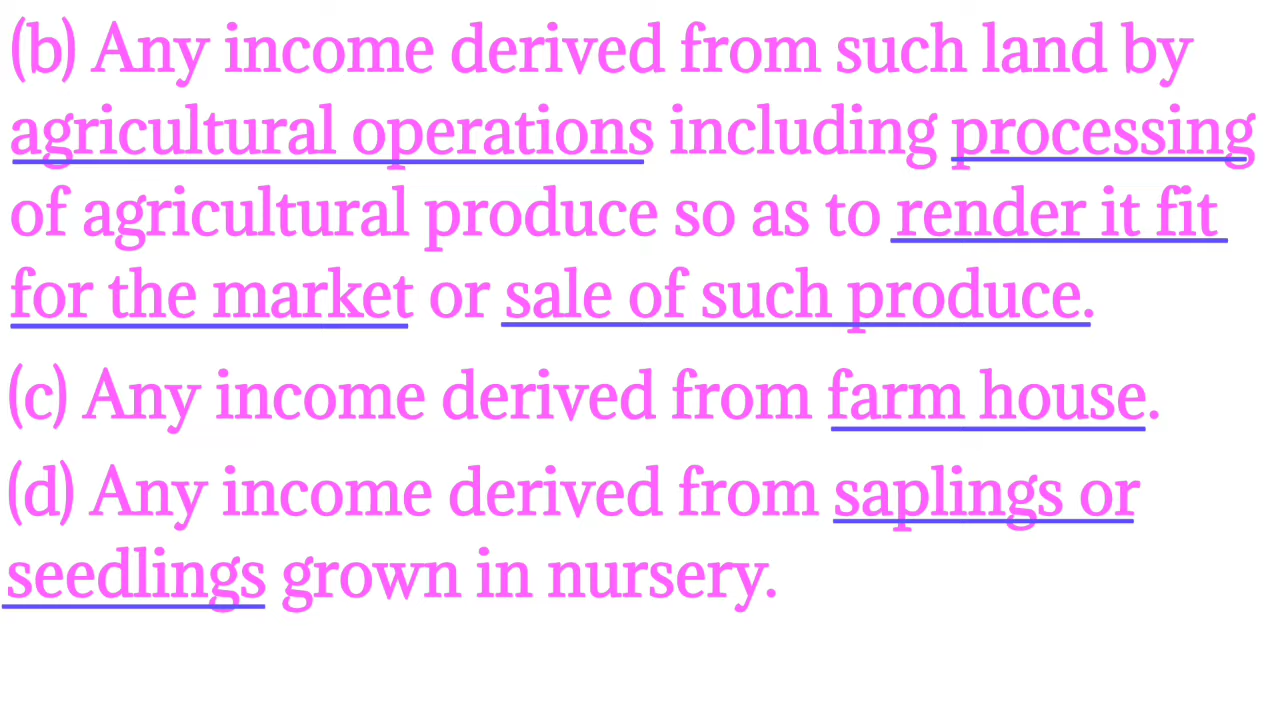 (b) Any income derived from such land by
agricultural operations including processing
of agricultural produce so as to render it fit
for the market or sale of such produce.
(c) Any income derived from farm house.
(d) Any income derived from saplings or
seedlings grown in nursery.